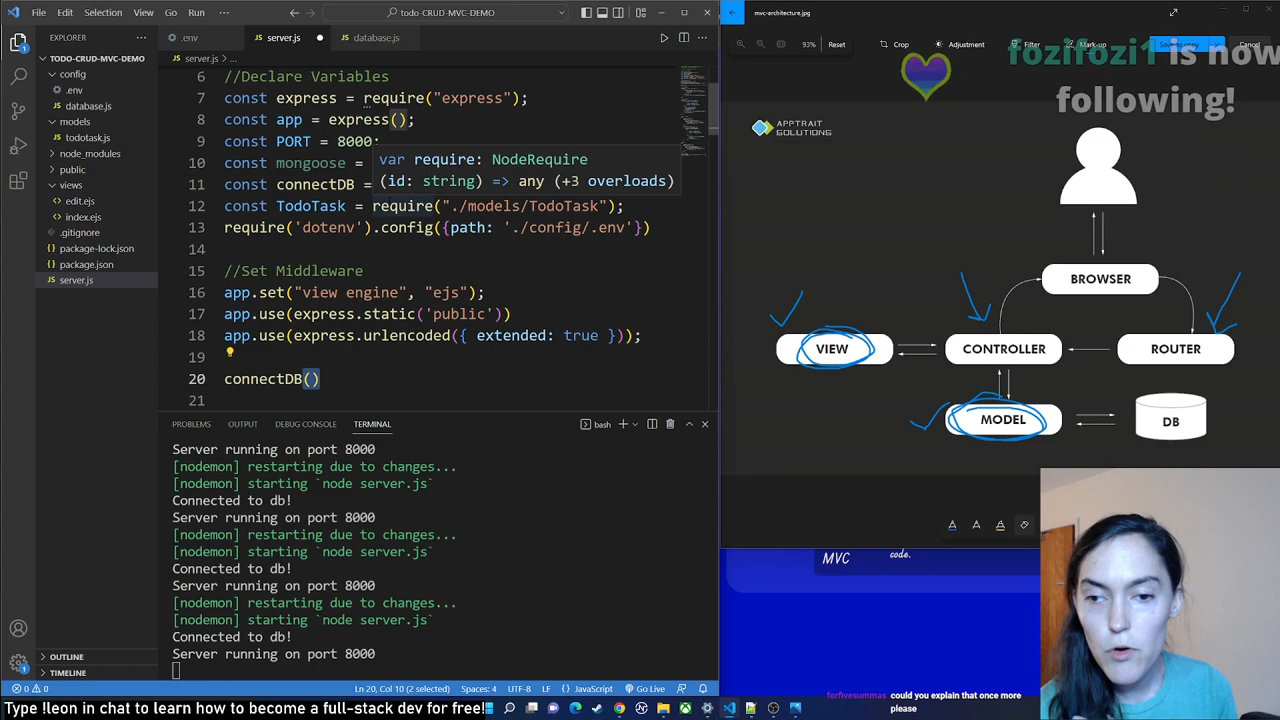 File Edit Selection View Go Run ···
todo-CRUD-MVC-DEMO
EXPLORER
TODO-CRUD-MVC-DEMO
config
.env
database.js
models
todotask.js
node_modules
public
views
edit.ejs
index.ejs
.gitignore
package-lock.json
package.json
server.js
OUTLINE
TIMELINE
.env
server.js
database.js
server.js > ...
6 //Declare Variables
7 const express = require("express");
8 const app = express();
9 const PORT = 8000;
10 const mongoose =
11 const connectDB =
var require: NodeRequire
(id: string) => any (+3 overloads)
12 const TodoTask = require("./models/TodoTask");
13 require('dotenv').config({path: './config/.env'})
14
15 //Set Middleware
16 app.set("view engine", "ejs");
17 app.use(express.static('public'))
18 app.use(express.urlencoded({ extended: true }));
19
20 connectDB()
21
PROBLEMS OUTPUT DEBUG CONSOLE TERMINAL
bash
Server running on port 8000
[nodemon] restarting due to changes...
[nodemon] starting `node server.js`
Connected to db!
Server running on port 8000
[nodemon] restarting due to changes...
[nodemon] starting `node server.js`
Connected to db!
Server running on port 8000
[nodemon] restarting due to changes...
[nodemon] starting `node server.js`
Connected to db!
Server running on port 8000
0 0
Ln 20, Col 10 (2 selected) Spaces: 4 UTF-8 LF {} JavaScript Go Live
Type !leon in chat to learn how to become a full-stack dev for free!
mvc-architecture.jpg
93% Reset Crop Adjustment Filter Mark-up Save as copy Cancel
fozifozi1 is now
following!
APPTRAIT
SOLUTIONS
BROWSER
VIEW
CONTROLLER
ROUTER
MODEL
DB
MVC
code.
forfivesummas could you explain that once more
please